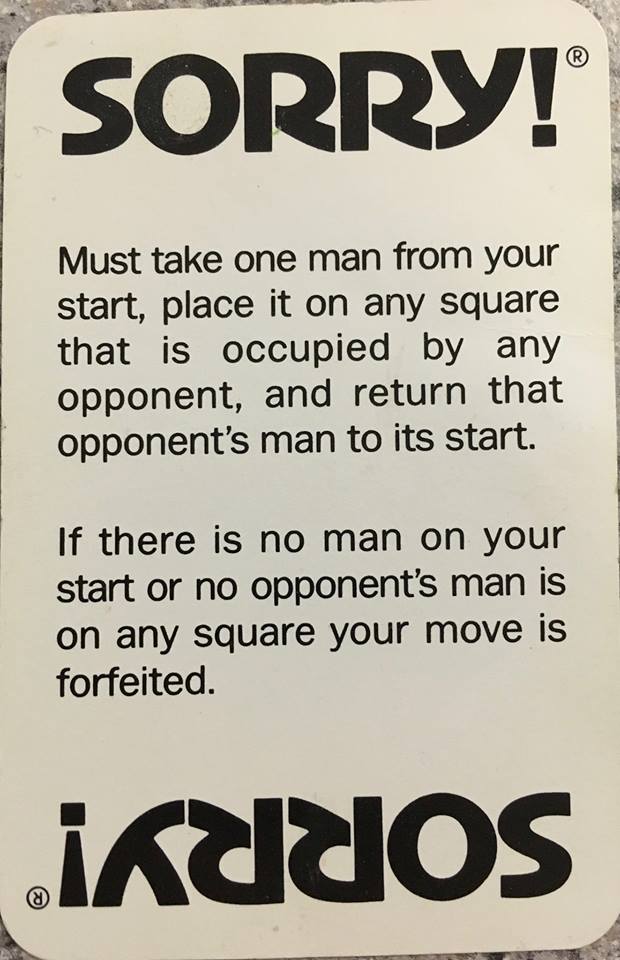 SORRY!®
Must take one man from your
start, place it on any square
that is occupied by any
opponent, and return that
opponent's man to its start.
If there is no man on your
start or no opponent's man is
on any square your move is
forfeited.
SORRY!®